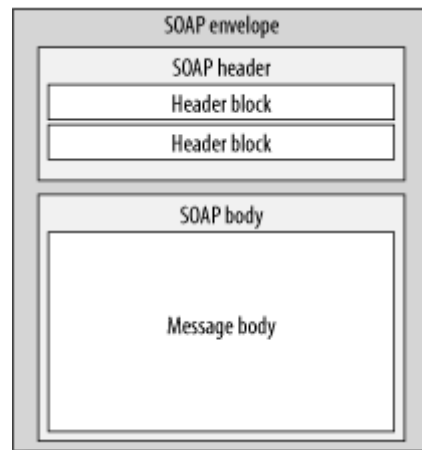 SOAP envelope
SOAP header
Header block
Header block
SOAP body
Message body